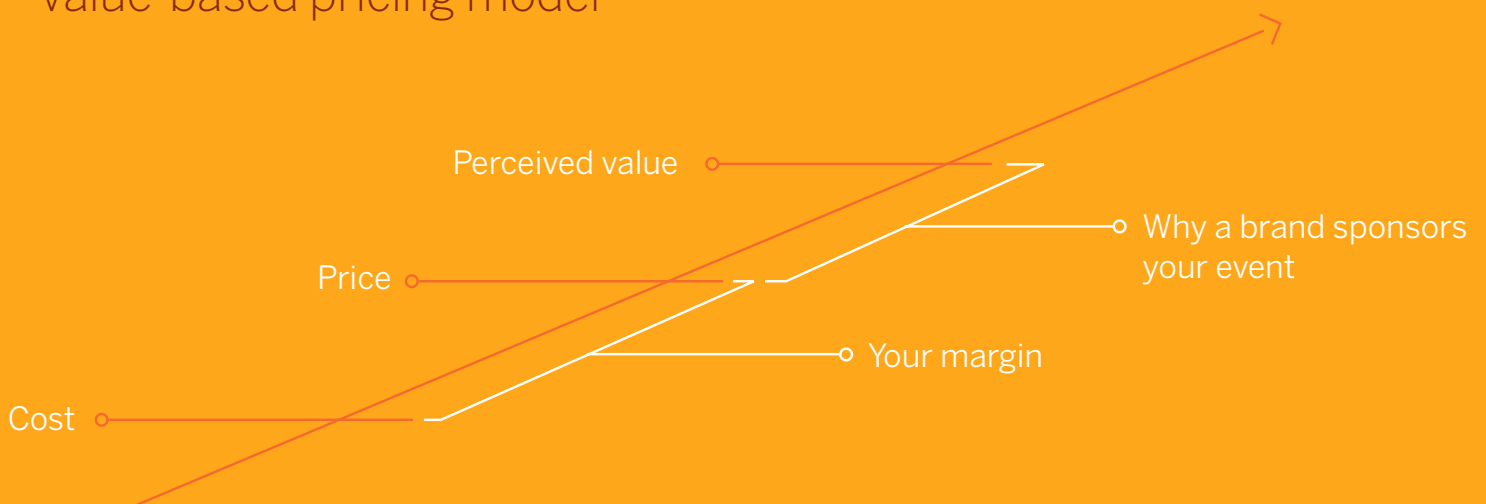 Value-based pricing model
Perceived value
Why a brand sponsors
your event
Price
Your margin
Cost